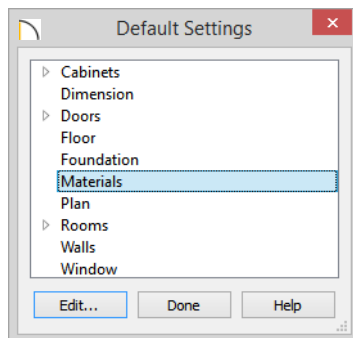 Default Settings
Cabinets
Dimension
Doors
Floor
Foundation
Materials
Plan
Rooms
Walls
Window
Edit... Done Help